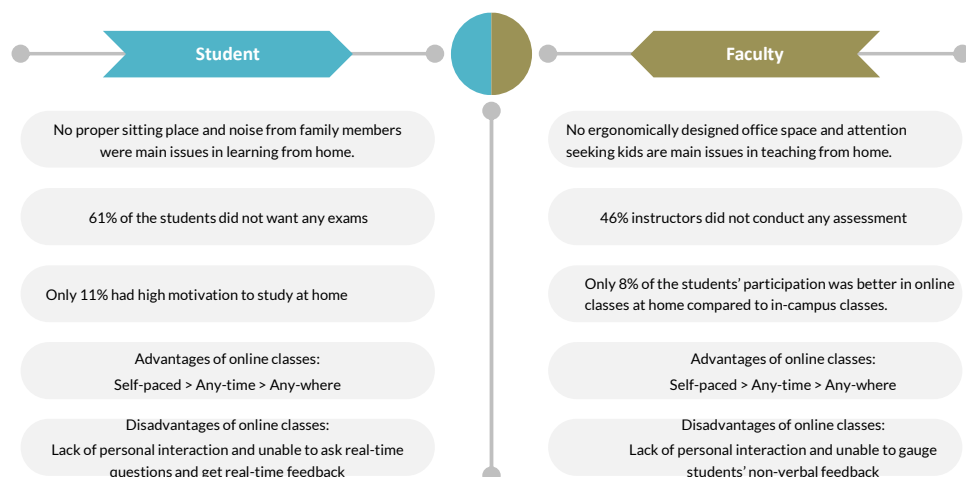 Student
Faculty
No proper sitting place and noise from family members
were main issues in learning from home.
No ergonomically designed office space and attention
seeking kids are main issues in teaching from home.
61% of the students did not want any exams
46% instructors did not conduct any assessment
Only 11% had high motivation to study at home
Only 8% of the students’ participation was better in online
classes at home compared to in-campus classes.
Advantages of online classes:
Self-paced > Any-time > Any-where
Advantages of online classes:
Self-paced > Any-time > Any-where
Disadvantages of online classes:
Lack of personal interaction and unable to ask real-time
questions and get real-time feedback
Disadvantages of online classes:
Lack of personal interaction and unable to gauge
students’ non-verbal feedback